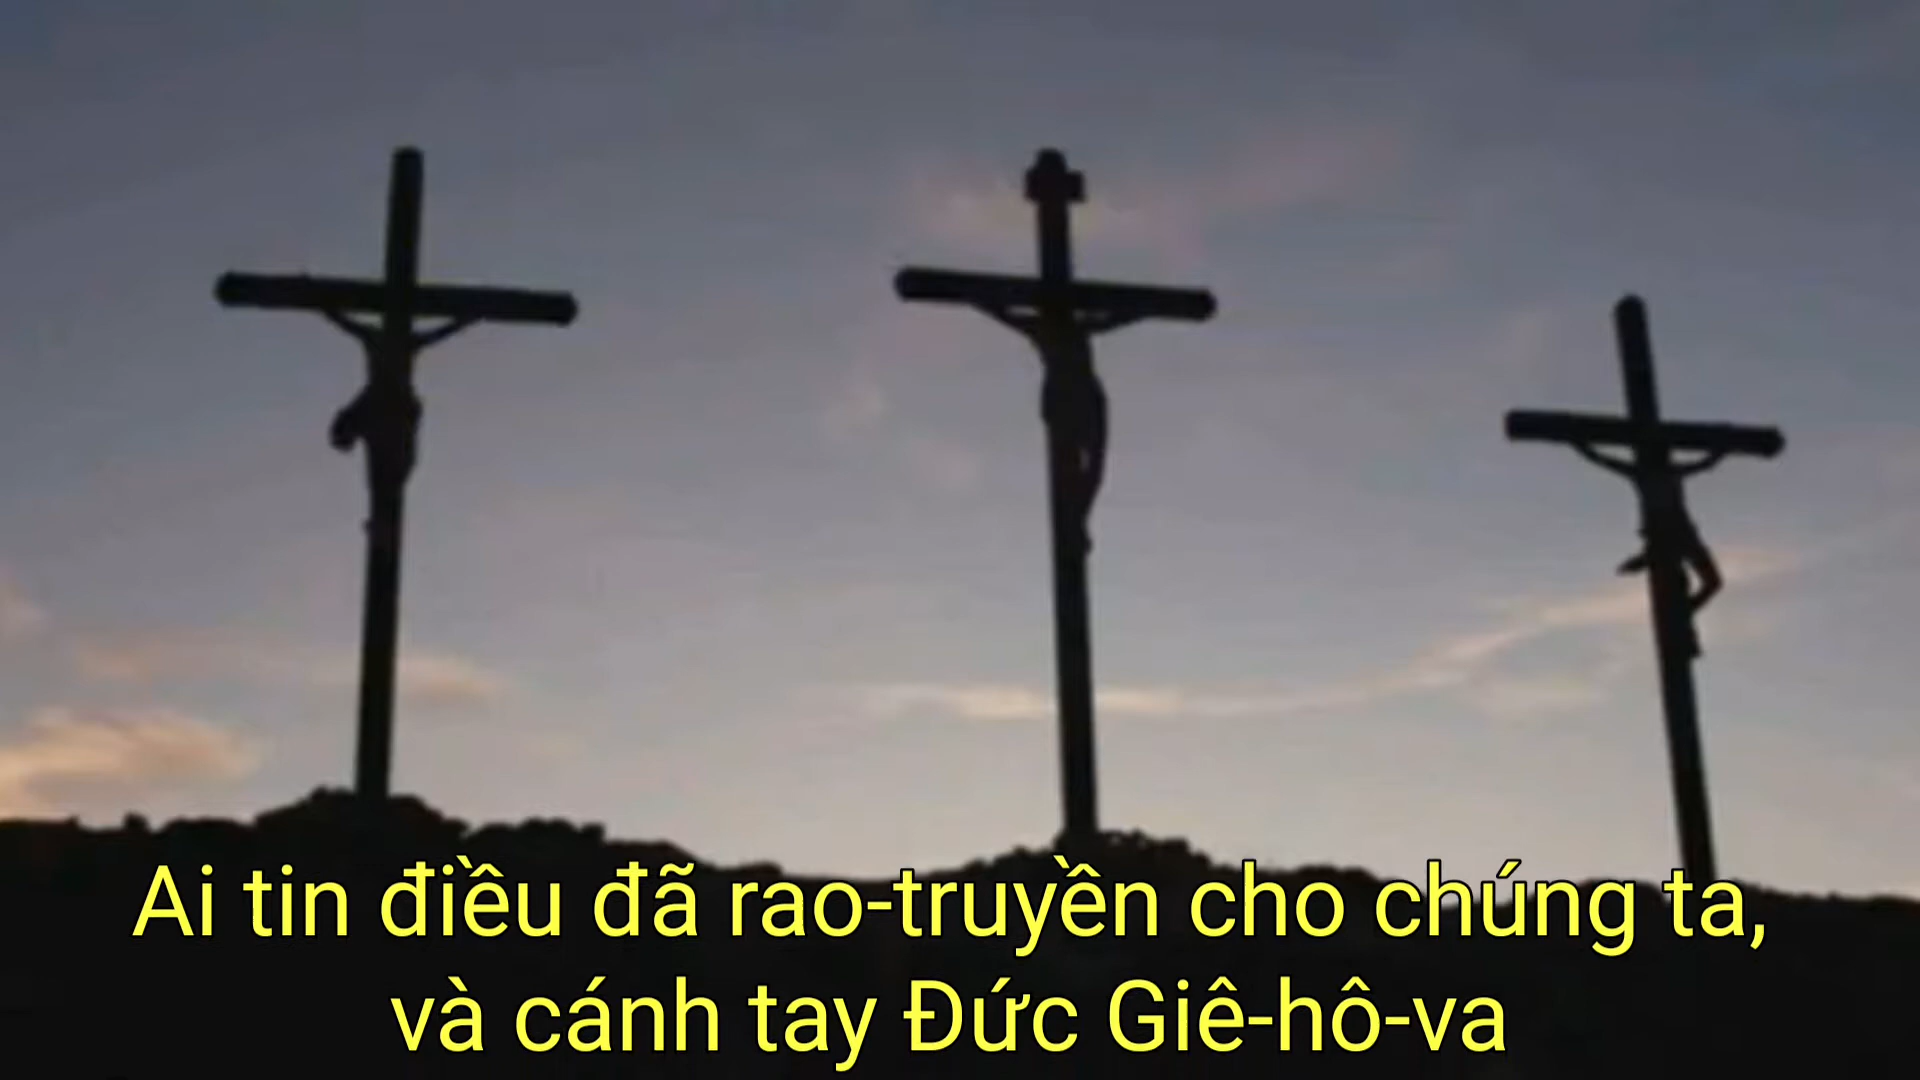 Ai tin điều đã rao-truyền cho chúng ta,
và cánh tay Đức Giê-hô-va